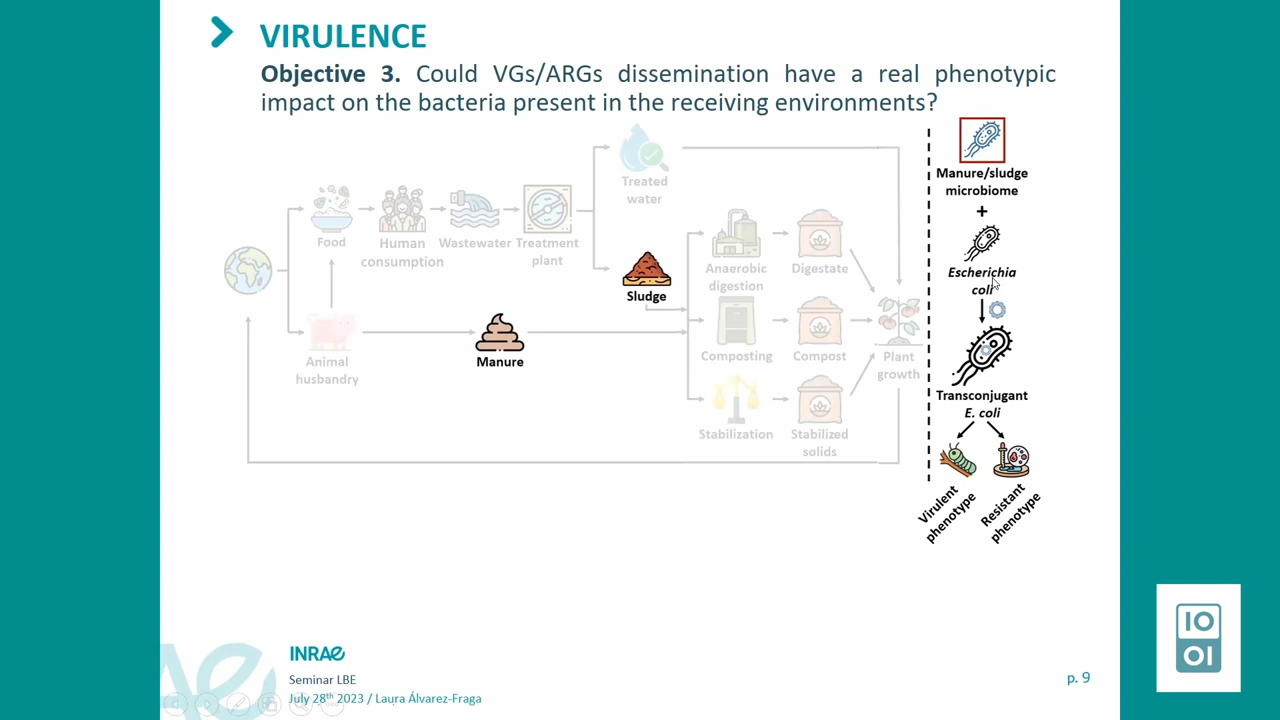 VIRULENCE
Objective 3. Could VGs/ARGs dissemination have a real phenotypic
impact on the bacteria present in the receiving environments?
Treated
water
Food
Human
consumption
Wastewater
Treatment
plant
Sludge
Anaerobic
digestion
Digestate
Animal
husbandry
Manure
Composting
Compost
Plant
growth
Stabilization
Stabilized
solids
Manure/sludge
microbiome
+
Escherichia
coli
Transconjugant
E. coli
Virulent
phenotype
Resistant
phenotype
INRAE
Seminar LBE
July 28th 2023 / Laura Álvarez-Fraga
p. 9
IO
OI